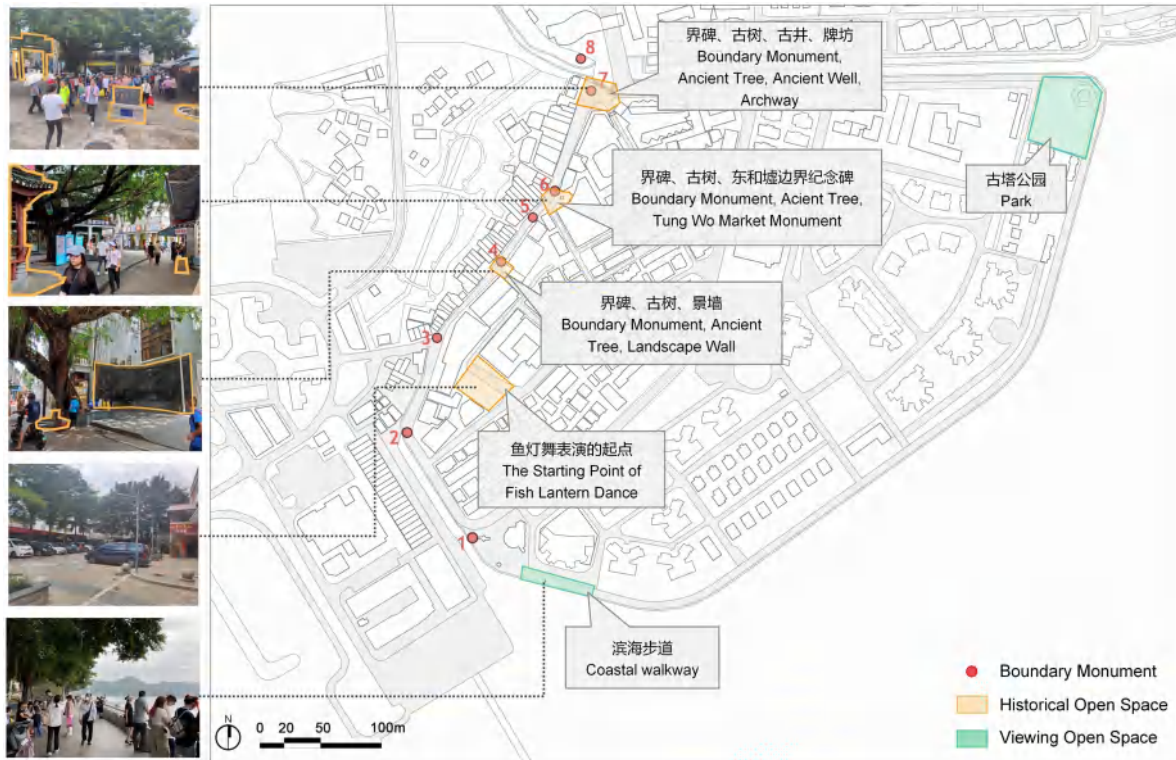 8
7
界碑、古树、古井、牌坊
Boundary Monument,
Ancient Tree, Ancient Well,
Archway
6
界碑、古树、东和墟边界纪念碑
Boundary Monument, Acient Tree,
Tung Wo Market Monument
古塔公园
Park
5
4
界碑、古树、景墙
Boundary Monument, Ancient
Tree, Landscape Wall
3
2
鱼灯舞表演的起点
The Starting Point of
Fish Lantern Dance
1
滨海步道
Coastal walkway
N
0 20 50 100m
Boundary Monument
Historical Open Space
Viewing Open Space